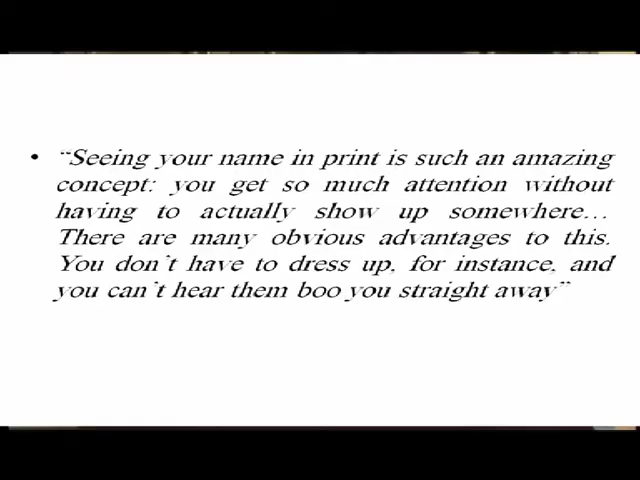 • “Seeing your name in print is such an amazing
concept: you get so much attention without
having to actually show up somewhere…
There are many obvious advantages to this.
You don’t have to dress up, for instance, and
you can’t hear them boo you straight away”